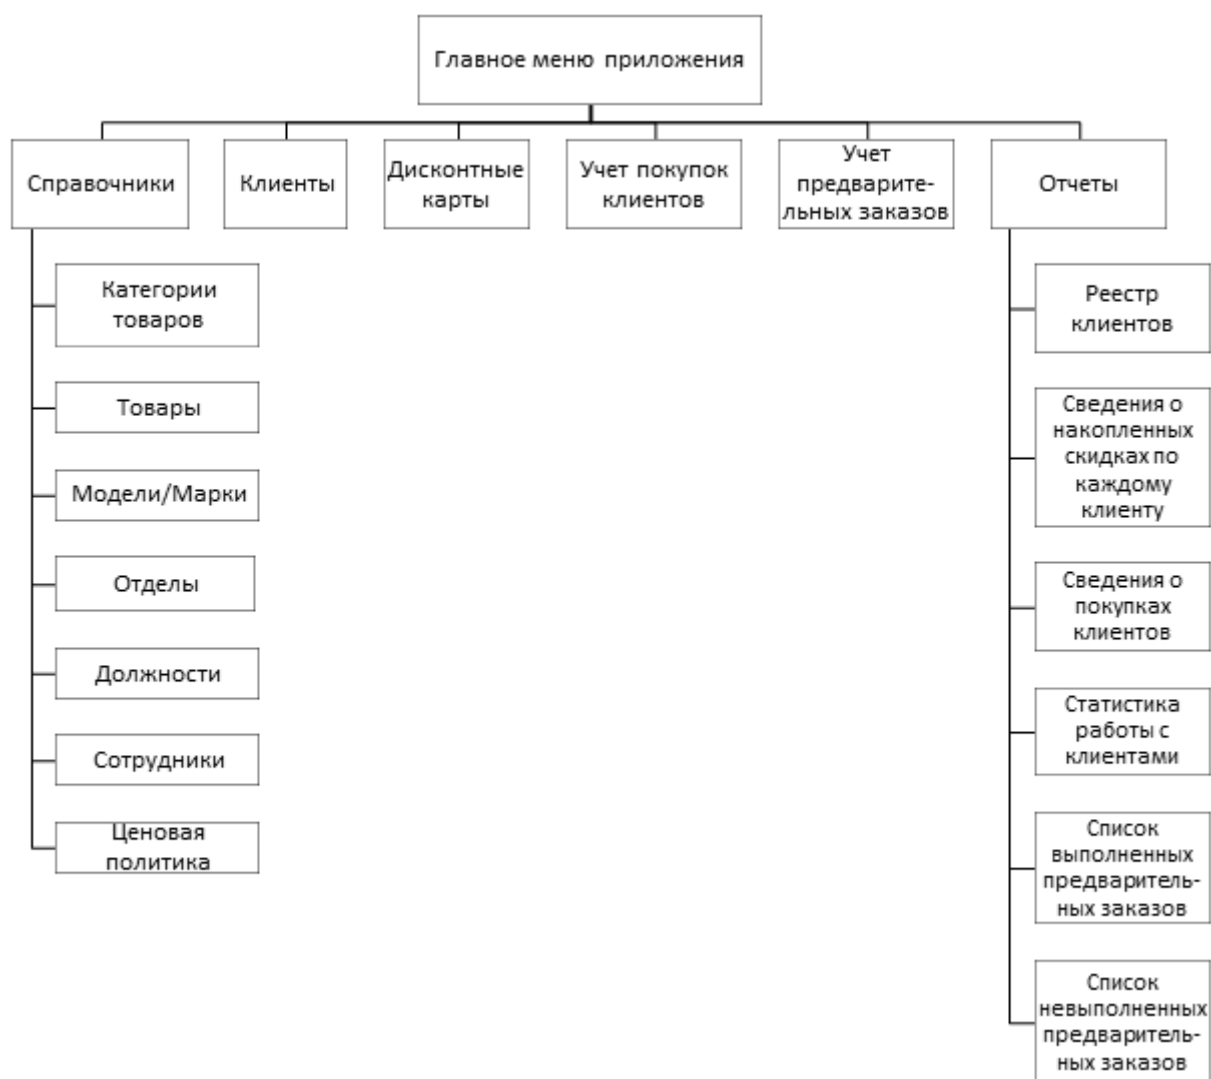 Главное меню приложения
Справочники
Клиенты
Дисконтные
карты
Учет покупок
клиентов
Учет
предварите-
льных заказов
Отчеты
Категории
товаров
Товары
Модели/Марки
Отделы
Должности
Сотрудники
Ценовая
политика
Реестр
клиентов
Сведения о
накопленных
скидках по
каждому
клиенту
Сведения о
покупках
клиентов
Статистика
работы с
клиентами
Список
выполненных
предваритель-
ных заказов
Список
невыполненных
предваритель-
ных заказов